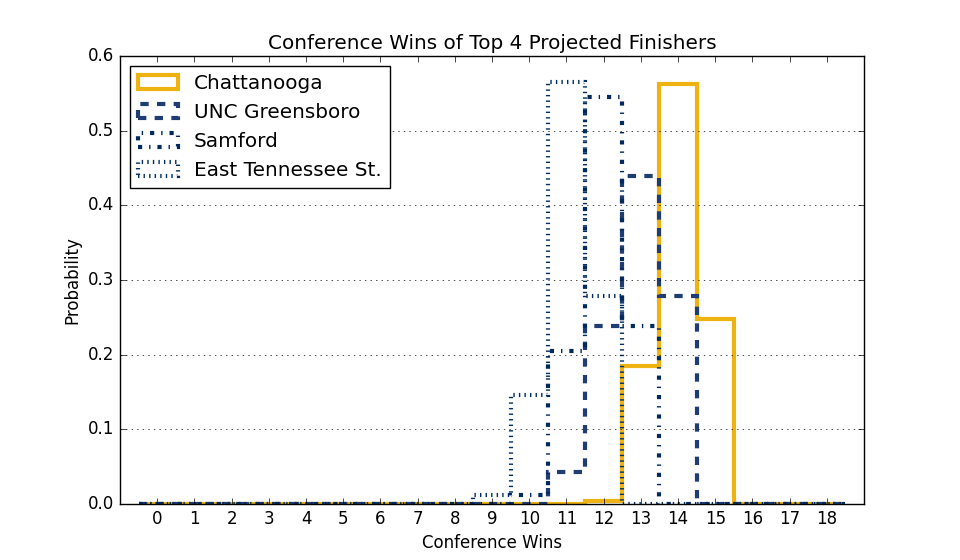 Conference Wins of Top 4 Projected Finishers
0.6
0.5
0.4
0.3
0.2
0.1
0.0
Probability
Chattanooga
UNC Greensboro
Samford
East Tennessee St.
0 1 2 3 4 5 6 7 8 9 10 11 12 13 14 15 16 17 18
Conference Wins